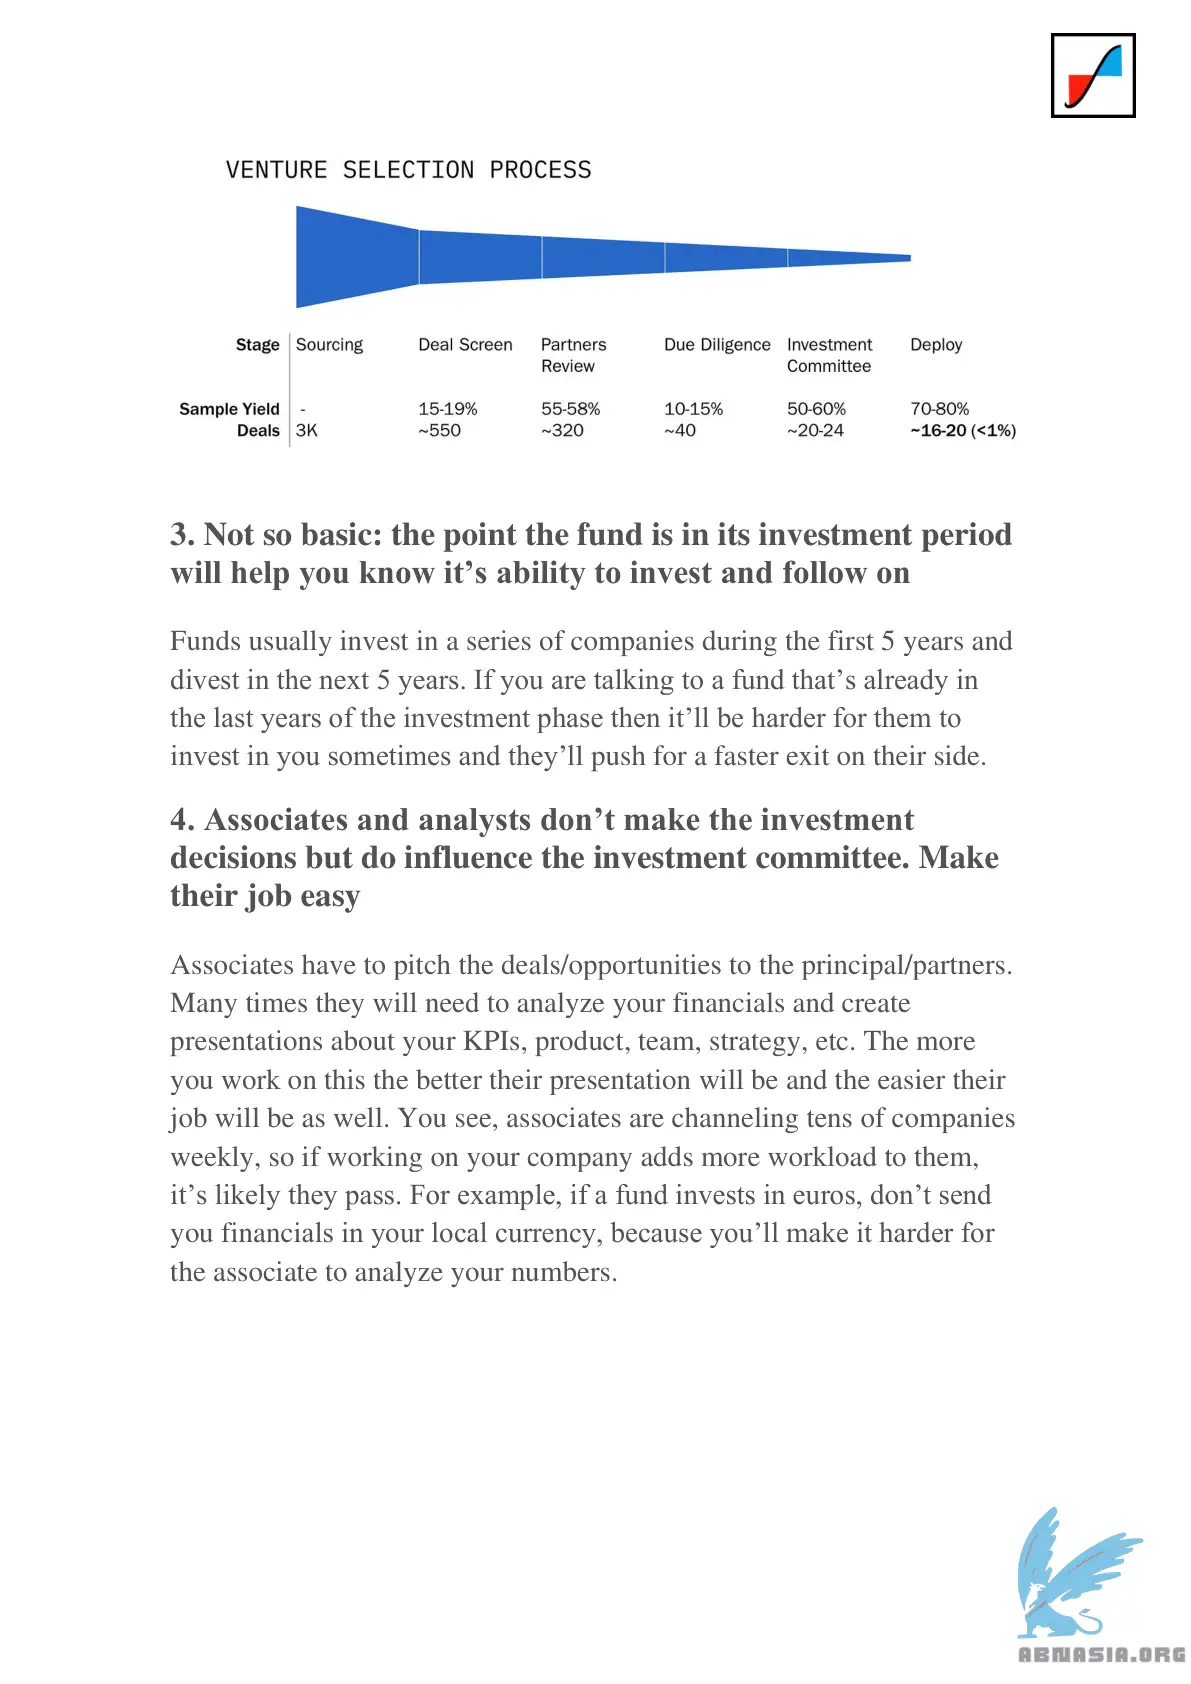 VENTURE SELECTION PROCESS
Stage Sourcing Deal Screen Partners Review Due Diligence Investment Committee Deploy
Sample Yield - 15-19% 55-58% 10-15% 50-60% 70-80%
Deals 3K ~550 ~320 ~40 ~20-24 ~16-20 (<1%)
3. Not so basic: the point the fund is in its investment period
will help you know it’s ability to invest and follow on
Funds usually invest in a series of companies during the first 5 years and
divest in the next 5 years. If you are talking to a fund that’s already in
the last years of the investment phase then it’ll be harder for them to
invest in you sometimes and they’ll push for a faster exit on their side.
4. Associates and analysts don’t make the investment
decisions but do influence the investment committee. Make
their job easy
Associates have to pitch the deals/opportunities to the principal/partners.
Many times they will need to analyze your financials and create
presentations about your KPIs, product, team, strategy, etc. The more
you work on this the better their presentation will be and the easier their
job will be as well. You see, associates are channeling tens of companies
weekly, so if working on your company adds more workload to them,
it’s likely they pass. For example, if a fund invests in euros, don’t send
you financials in your local currency, because you’ll make it harder for
the associate to analyze your numbers.
ABNASIA.ORG